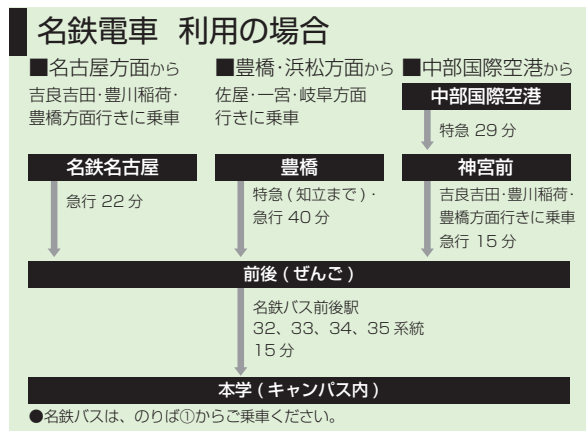 名鉄電車 利用の場合
■名古屋方面から
吉良吉田・豊川稲荷・
豊橋方面行きに乗車
名鉄名古屋
急行 22 分
■豊橋・浜松方面から
佐屋・一宮・岐阜方面
行きに乗車
豊橋
特急 ( 知立まで )・
急行 40 分
■中部国際空港から
中部国際空港
特急 29 分
神宮前
吉良吉田・豊川稲荷・
豊橋方面行きに乗車
急行 15 分
前後 ( ぜんご )
名鉄バス前後駅
32、33、34、35 系統
15 分
本学 ( キャンパス内 )
●名鉄バスは、のりば①からご乗車ください。